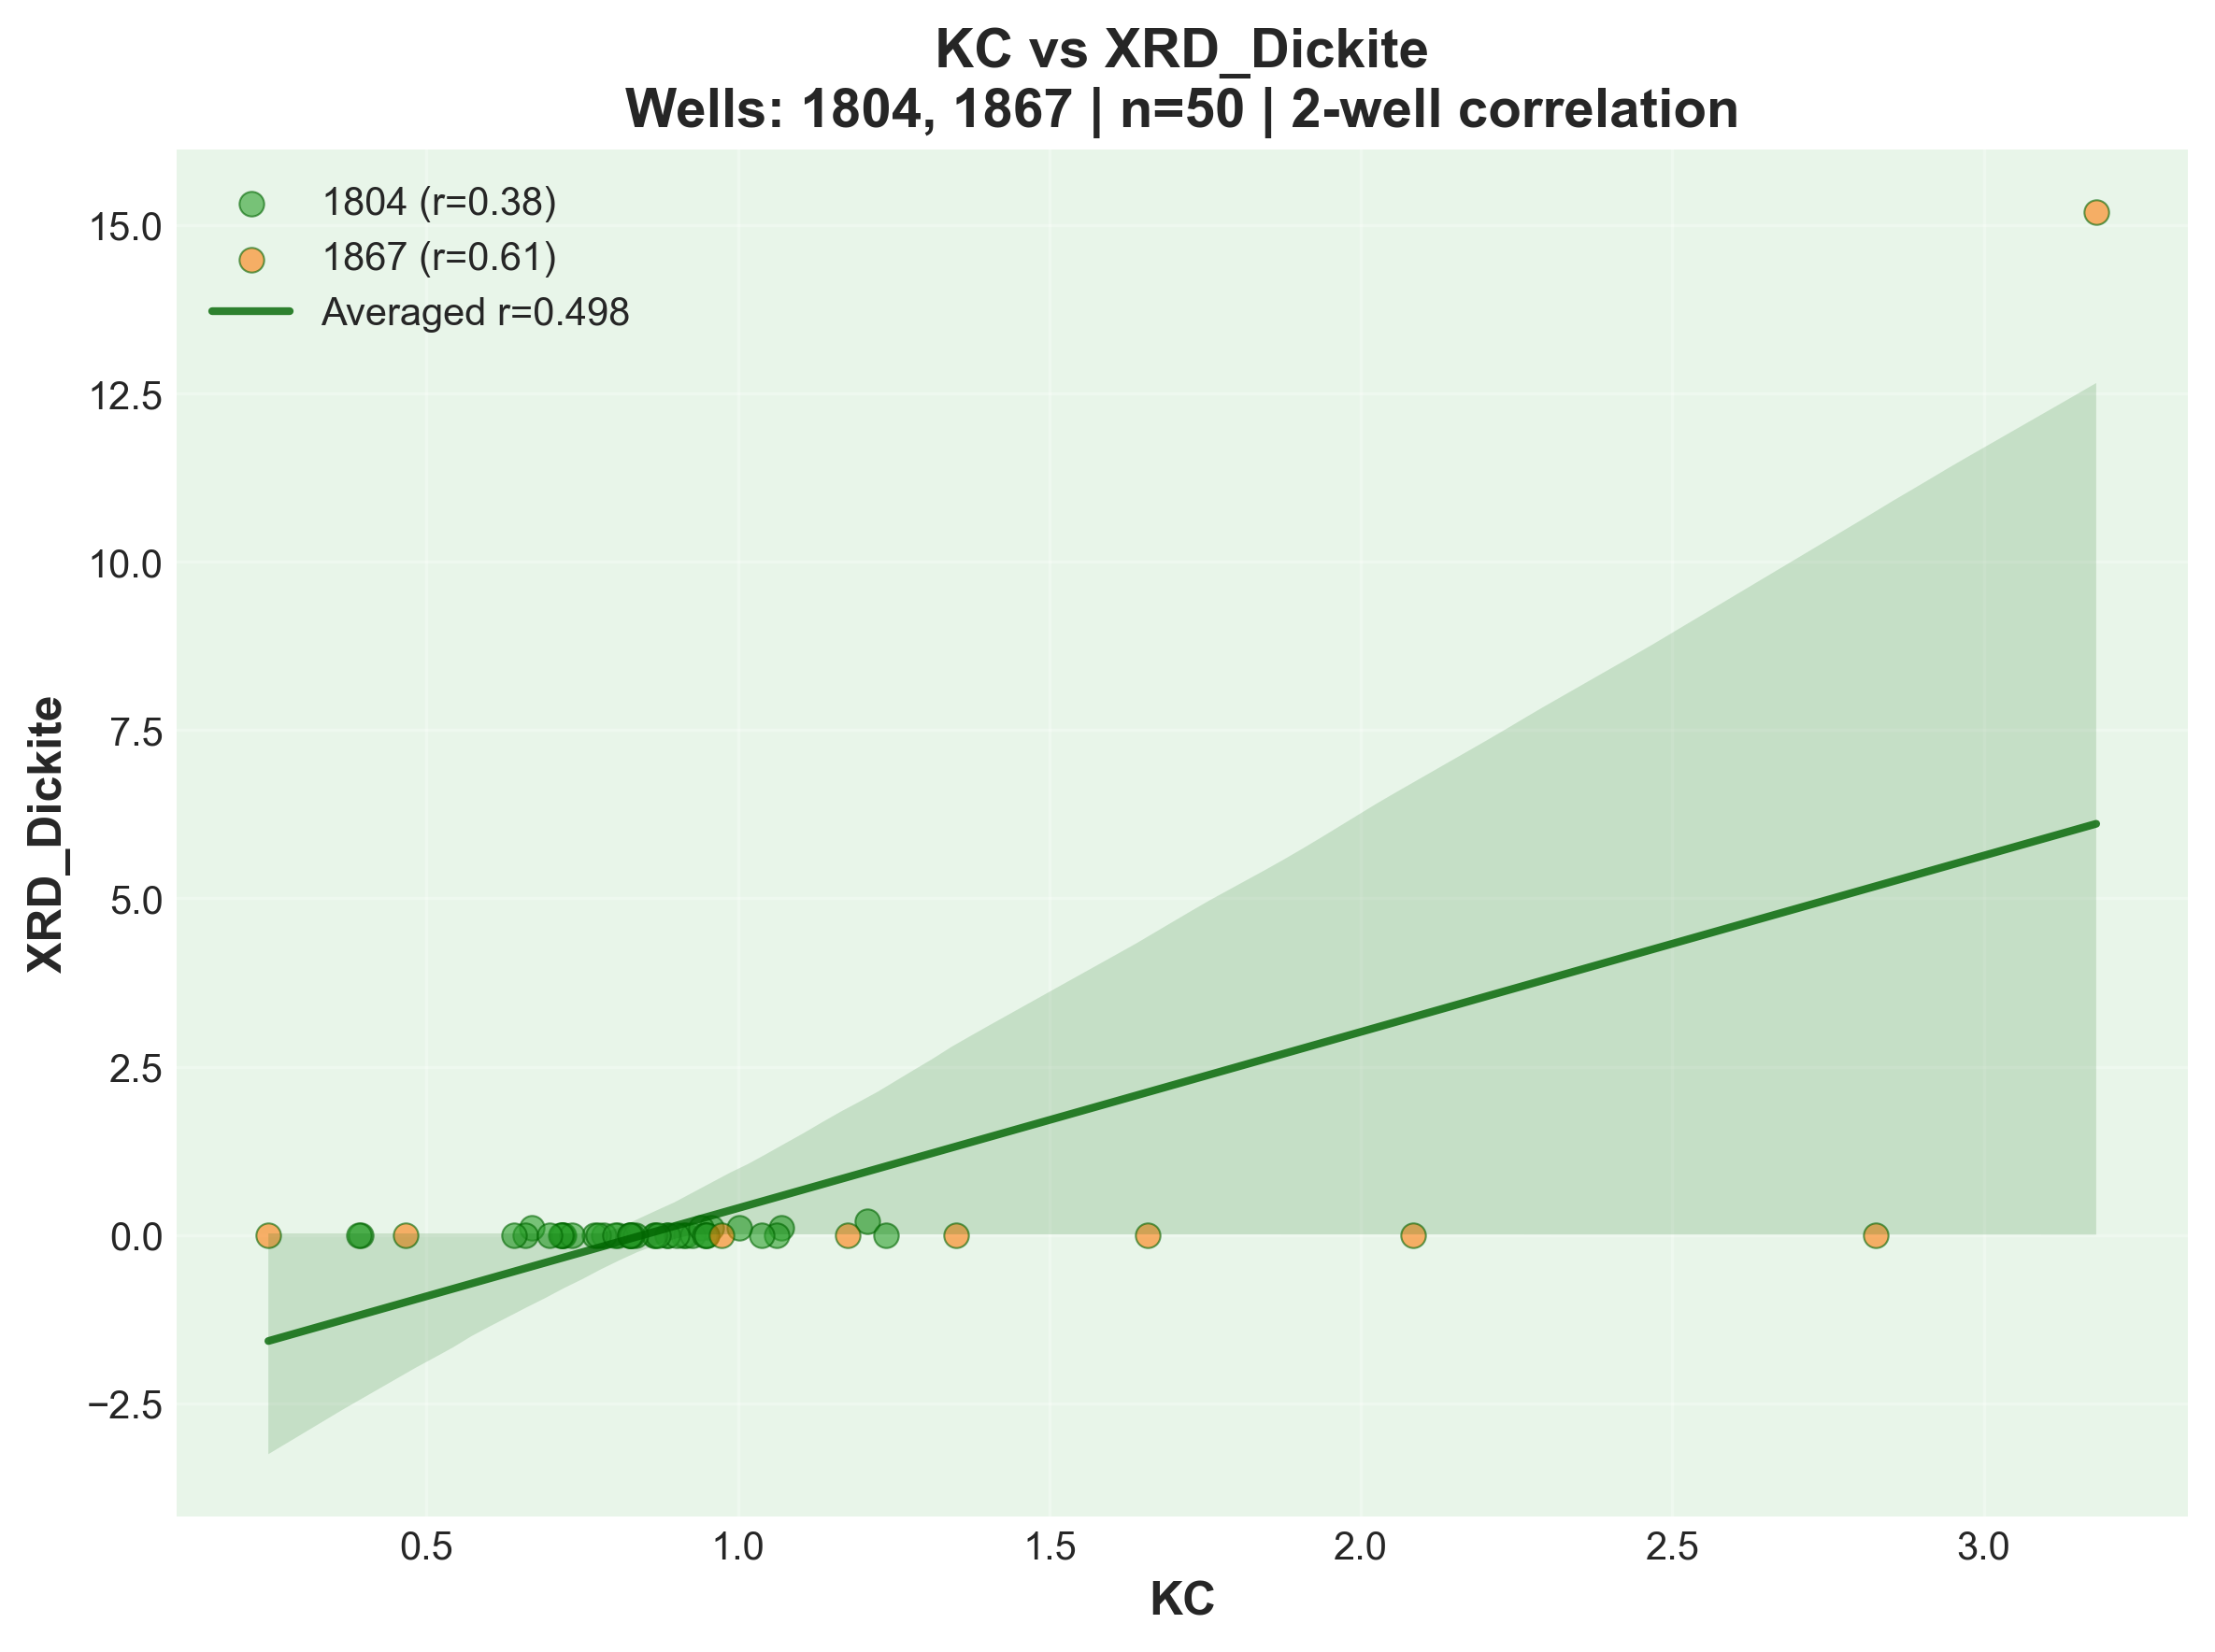 KC vs XRD_Dickite
Wells: 1804, 1867 | n=50 | 2-well correlation
1804 (r=0.38)
1867 (r=0.61)
Averaged r=0.498
XRD_Dickite
15.0
12.5
10.0
7.5
5.0
2.5
0.0
−2.5
0.5 1.0 1.5 2.0 2.5 3.0
KC